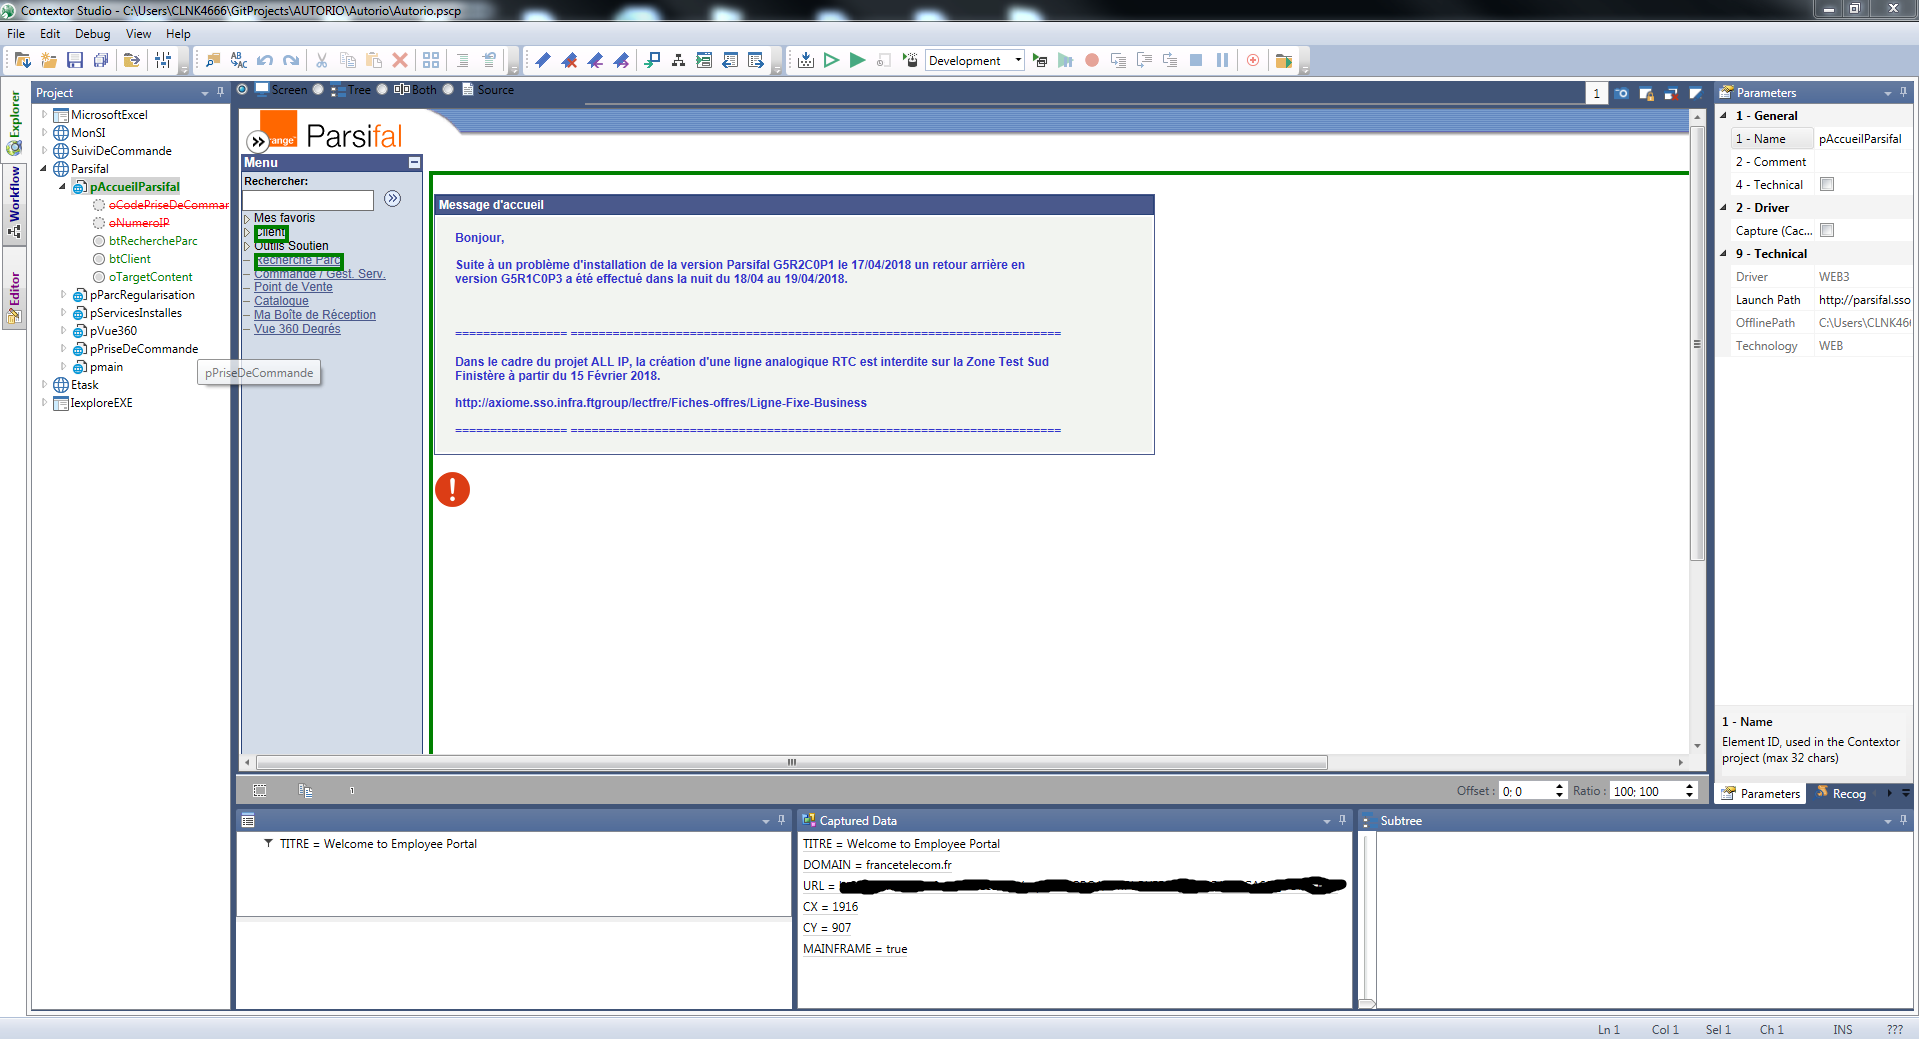 Contextor Studio - C:\Users\CLNK4666\GitProjects\AUTORIO\Autorio\Autorio.pscp
File Edit Debug View Help
Development
Explorer
Workflow
Editor
Project
MicrosoftExcel
MonSI
SuiviDeCommande
Parsifal
pAccueilParsifal
oCodePriseDeCommar
oNumeroIP
btRechercheParc
btClient
oTargetContent
pParcRegularisation
pServicesInstalles
pVue360
pPriseDeCommande
pmain
Etask
IexploreEXE
pPriseDeCommande
Screen Tree Both Source
1
Parsifal
Menu
Rechercher:
Mes favoris
Client
Outils Soutien
Recherche Parc
Commande / Gest. Serv.
Point de Vente
Catalogue
Ma Boîte de Réception
Vue 360 Degrés
Message d'accueil
Bonjour,
Suite à un problème d'installation de la version Parsifal G5R2C0P1 le 17/04/2018 un retour arrière en
version G5R1C0P3 a été effectué dans la nuit du 18/04 au 19/04/2018.
================ ======================================================================
Dans le cadre du projet ALL IP, la création d'une ligne analogique RTC est interdite sur la Zone Test Sud
Finistère à partir du 15 Février 2018.
http://axiome.sso.infra.ftgroup/lectfre/Fiches-offres/Ligne-Fixe-Business
================ ======================================================================
Offset : 0; 0 Ratio : 100; 100
TITRE = Welcome to Employee Portal
Captured Data
TITRE = Welcome to Employee Portal
DOMAIN = francetelecom.fr
URL =
CX = 1916
CY = 907
MAINFRAME = true
Subtree
Parameters
1 - General
1 - Name pAccueilParsifal
2 - Comment
4 - Technical
2 - Driver
Capture (Cac...
9 - Technical
Driver WEB3
Launch Path http://parsifal.sso
OfflinePath C:\Users\CLNK46
Technology WEB
1 - Name
Element ID, used in the Contextor
project (max 32 chars)
Parameters Recog
Ln 1 Col 1 Sel 1 Ch 1 INS ???